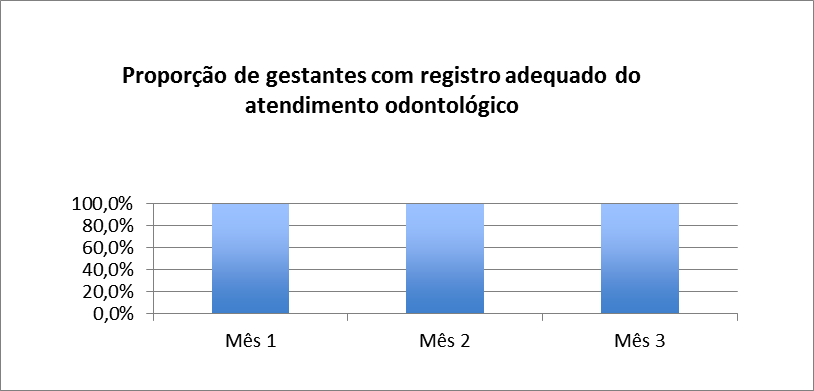 Proporção de gestantes com registro adequado do
atendimento odontológico
100,0%
80,0%
60,0%
40,0%
20,0%
0,0%
Mês 1
Mês 2
Mês 3